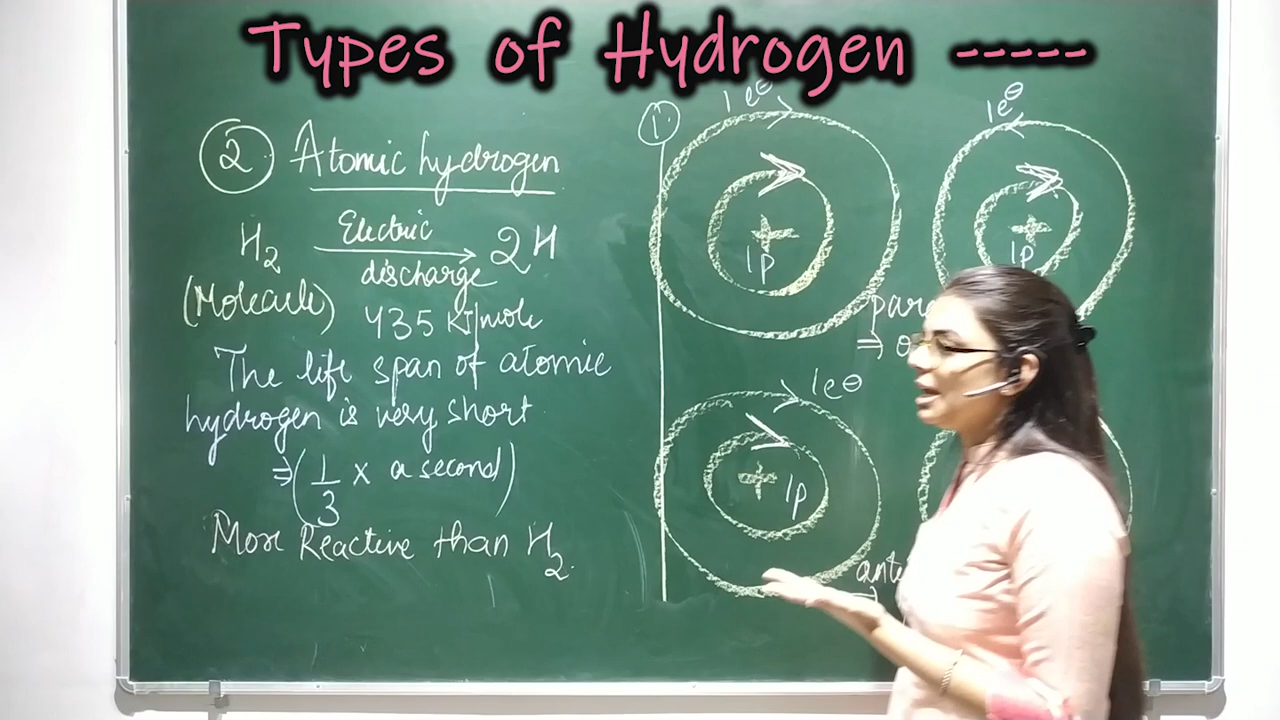 Types of Hydrogen -----
② Atomic hydrogen
H₂ Electric discharge → 2H
(Molecule) 435 KJ/mole
The life span of atomic
hydrogen is very short
⇒ (1/3 x a second)
More Reactive than H₂.
①
1e⊖
1e⊖
+
1p
+
1p
para
⇒
1e⊖
+
1p